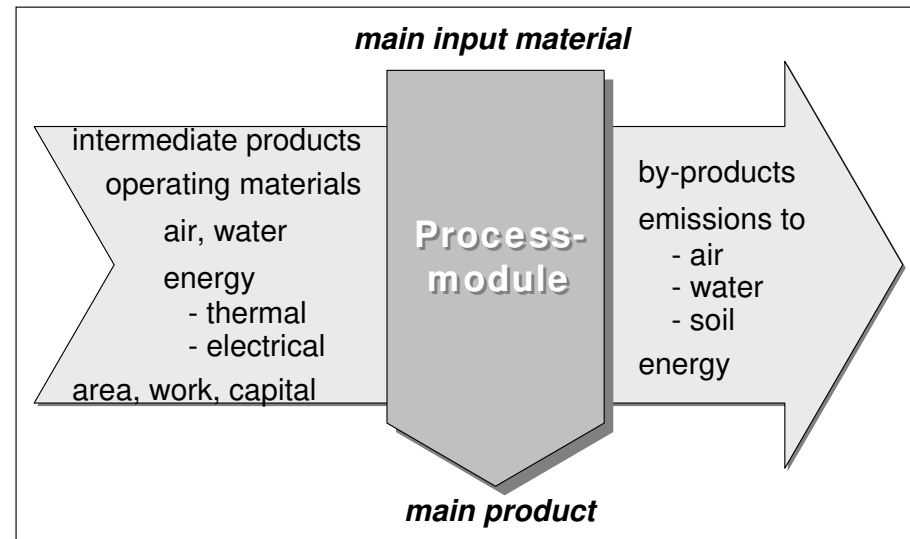 main input material
intermediate products
operating materials
air, water
energy
- thermal
- electrical
area, work, capital
Process-
module
by-products
emissions to
- air
- water
- soil
energy
main product